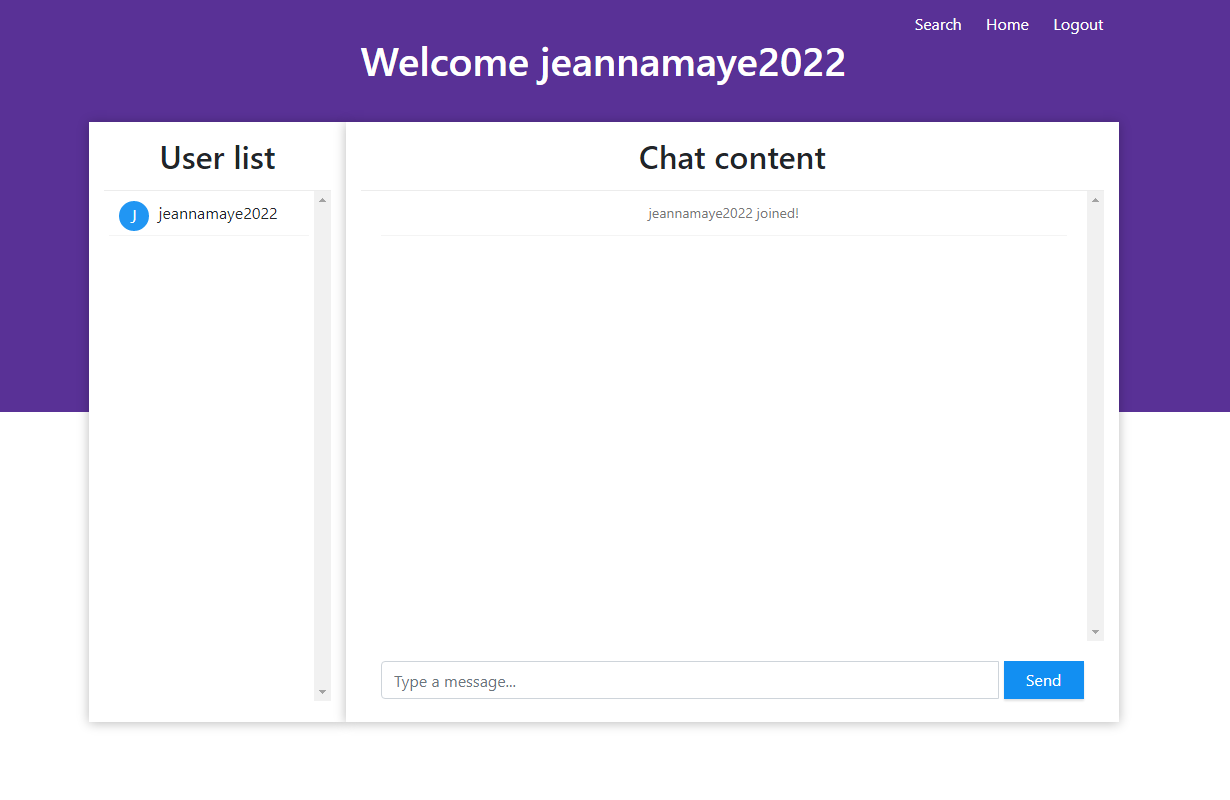 Search Home Logout
Welcome jeannamaye2022
User list
J jeannamaye2022
Chat content
jeannamaye2022 joined!
Type a message...
Send